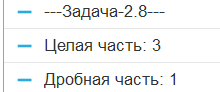 ---Задача-2.8---
Целая часть: 3
Дробная часть: 1